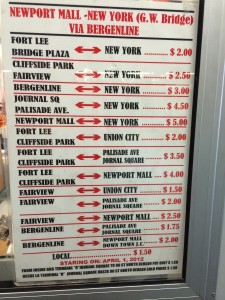 NEWPORT MALL -NEW YORK (G.W. Bridge)
VIA BERGENLINE
FORT LEE
BRIDGE PLAZA NEW YORK $ 2.00
CLIFFSIDE PARK
FAIRVIEW NEW YORK $ 2.50
BERGENLINE NEW YORK $ 3.00
JOURNAL SQ
PALISADE AVE. NEW YORK $ 4.50
NEWPORT MALL NEW YORK $ 5.00
FORT LEE
CLIFFSIDE PARK UNION CITY $ 2.00
FORT LEE PALISADE AVE
CLIFFSIDE PARK JORNAL SQUARE $ 3.50
FORT LEE
CLIFFSIDE PARK NEWPORT MALL $ 4.00
FAIRVIEW UNION CITY $ 1.50
FAIRVIEW PALISADE AVE
JORNAL SQUARE $ 2.00
FAIRVIEW NEWPORT MALL $ 2.50
BERGENLINE PALISADE AV
JORNAL SQUARE $ 1.75
BERGENLINE NEWPORT MALL
DOWN TOWN J.C. $ 2.00
LOCAL $ 1.50
STARING ON: APRIL 1, 2012